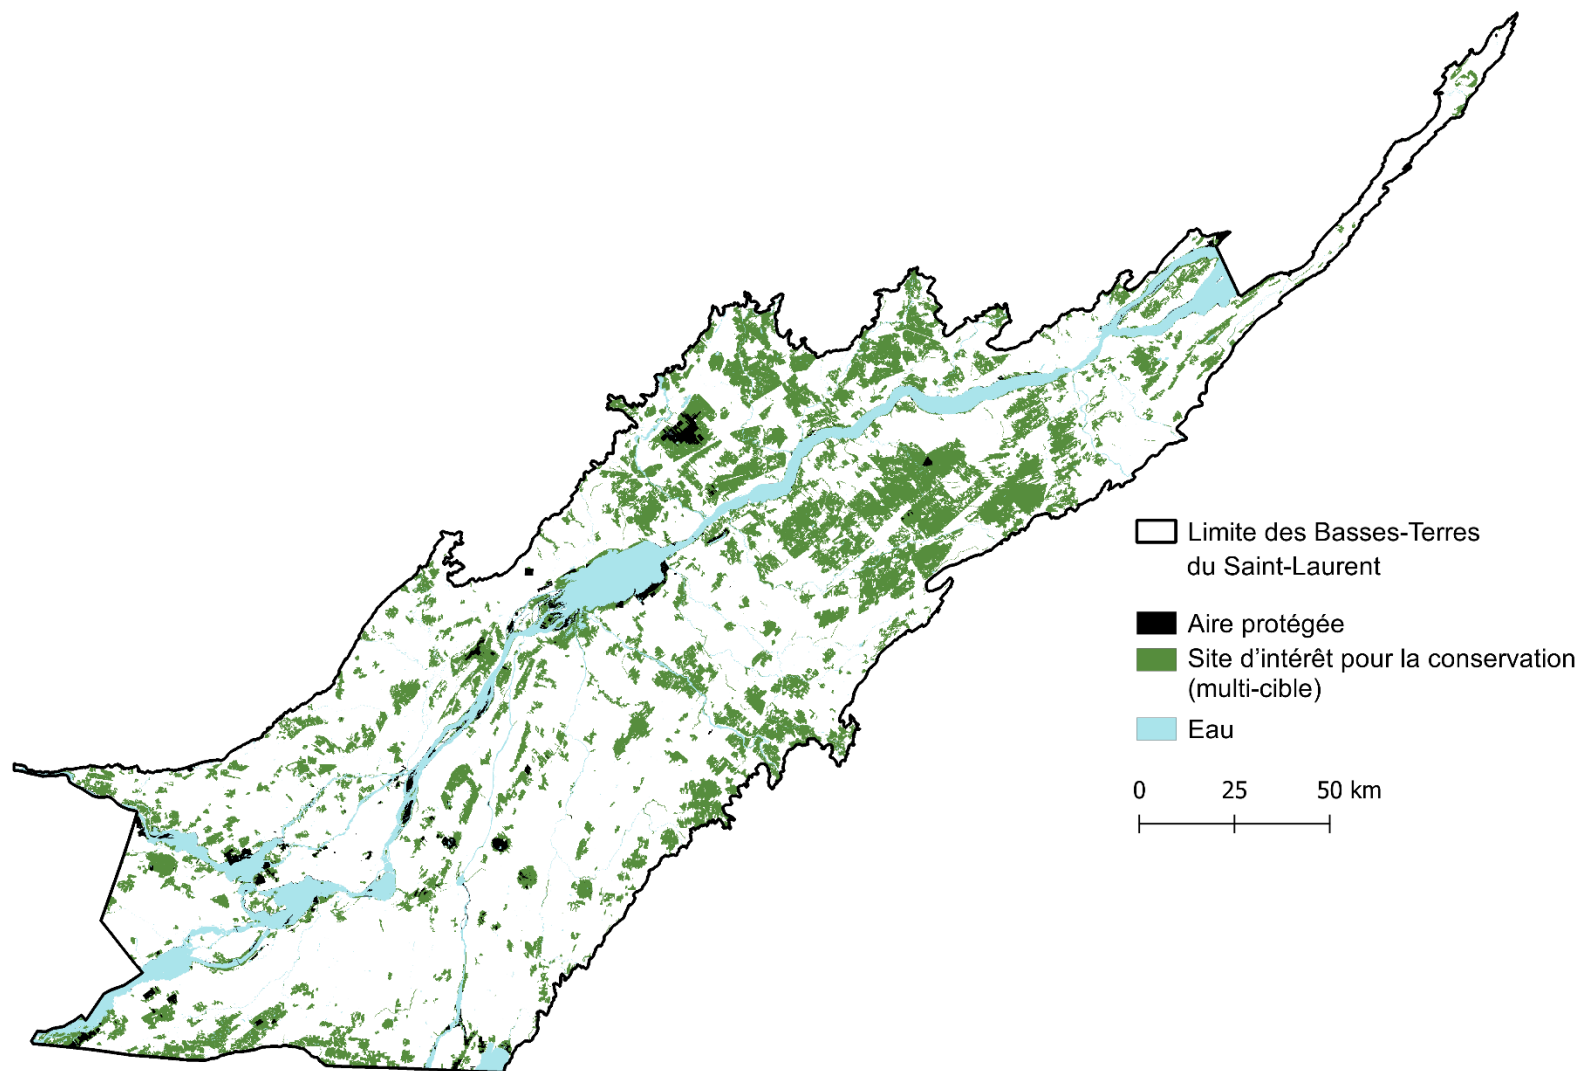 Limite des Basses-Terres
du Saint-Laurent
Aire protégée
Site d'intérêt pour la conservation
(multi-cible)
Eau
0 25 50 km